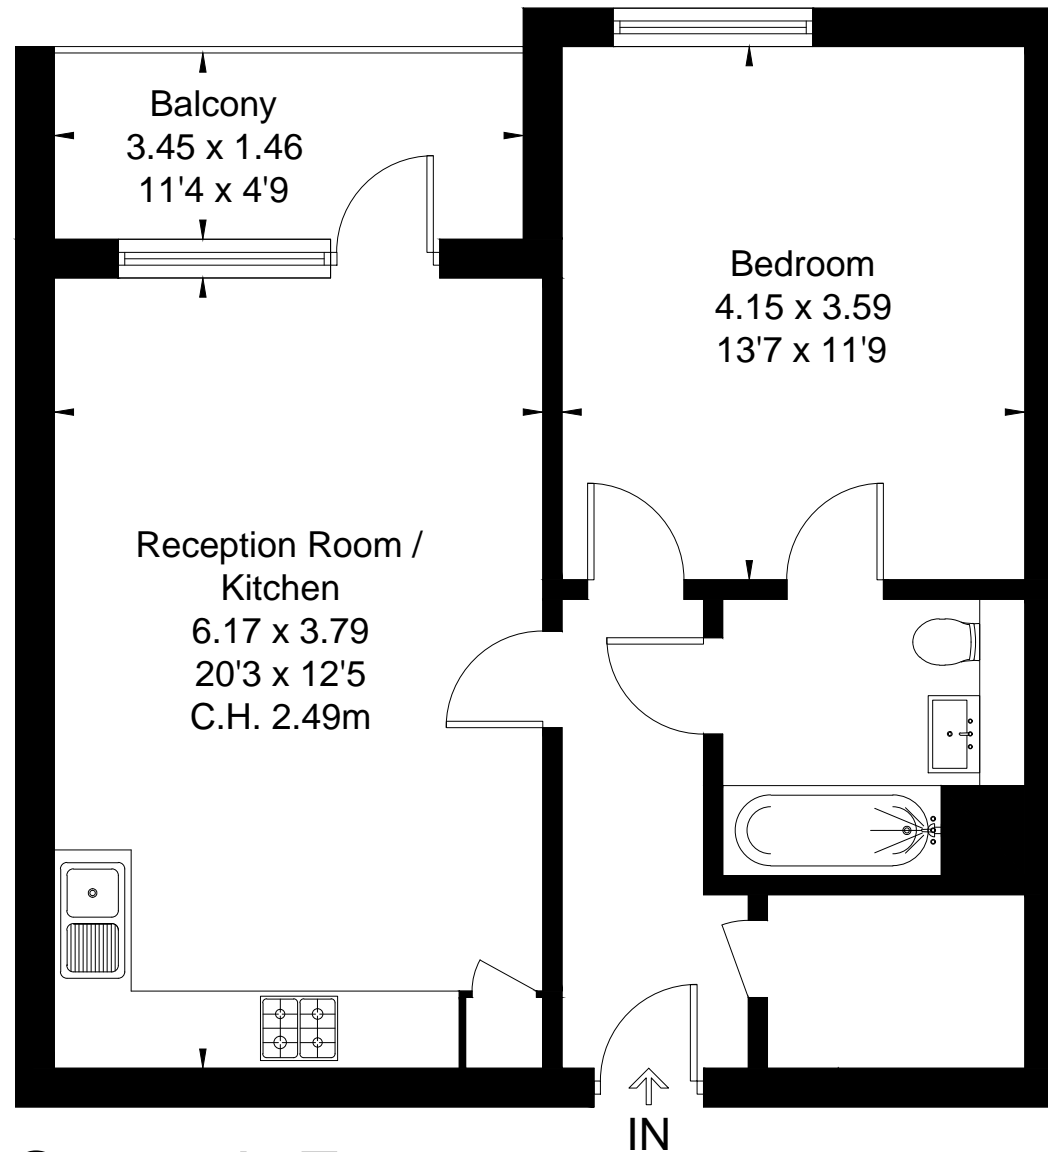 Balcony
3.45 x 1.46
11'4 x 4'9
Bedroom
4.15 x 3.59
13'7 x 11'9
Reception Room /
Kitchen
6.17 x 3.79
20'3 x 12'5
C.H. 2.49m
IN